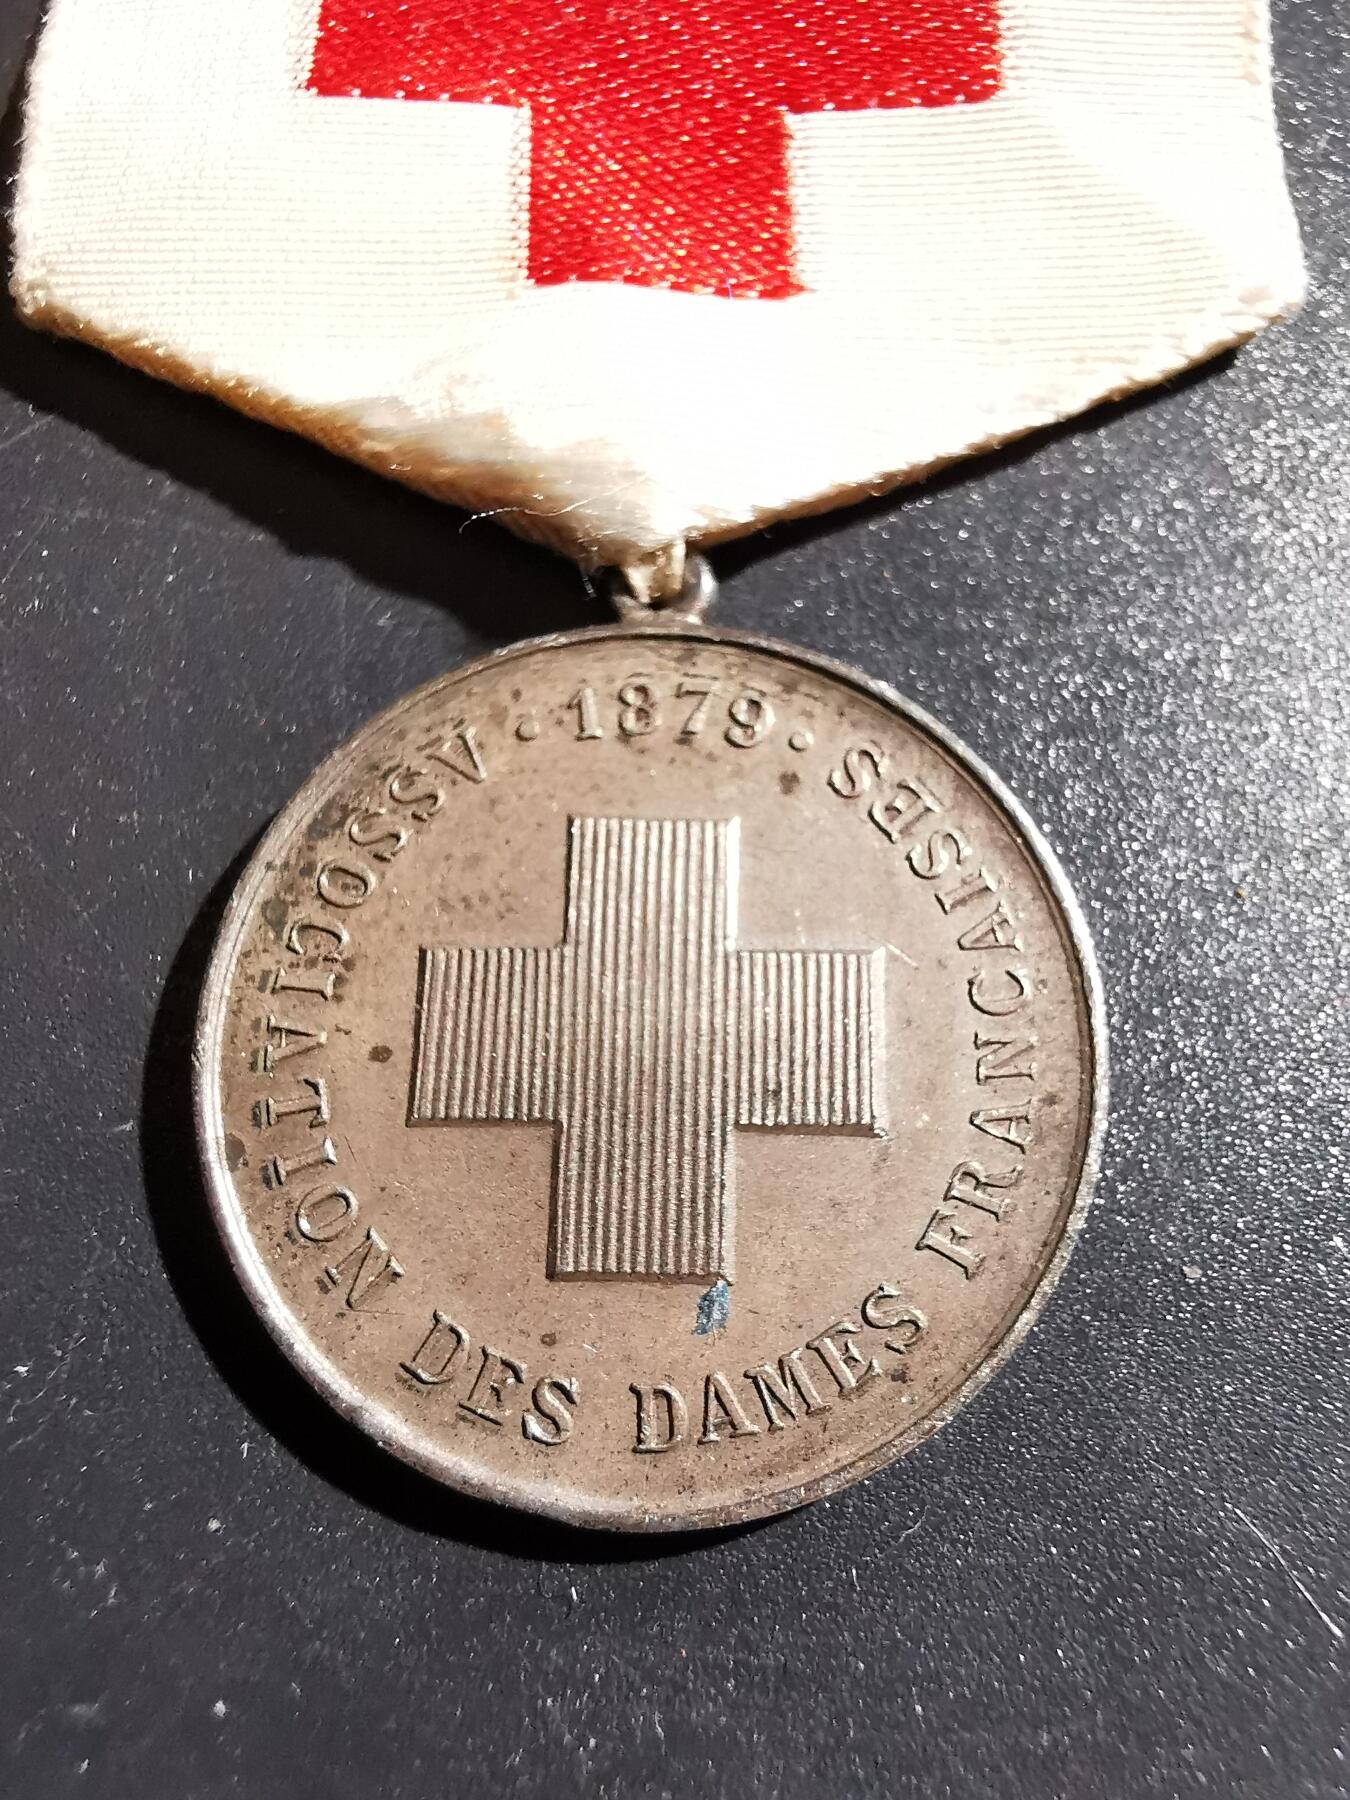 · 1879 ·
ASSOCIATION DES DAMES FRANCAISES